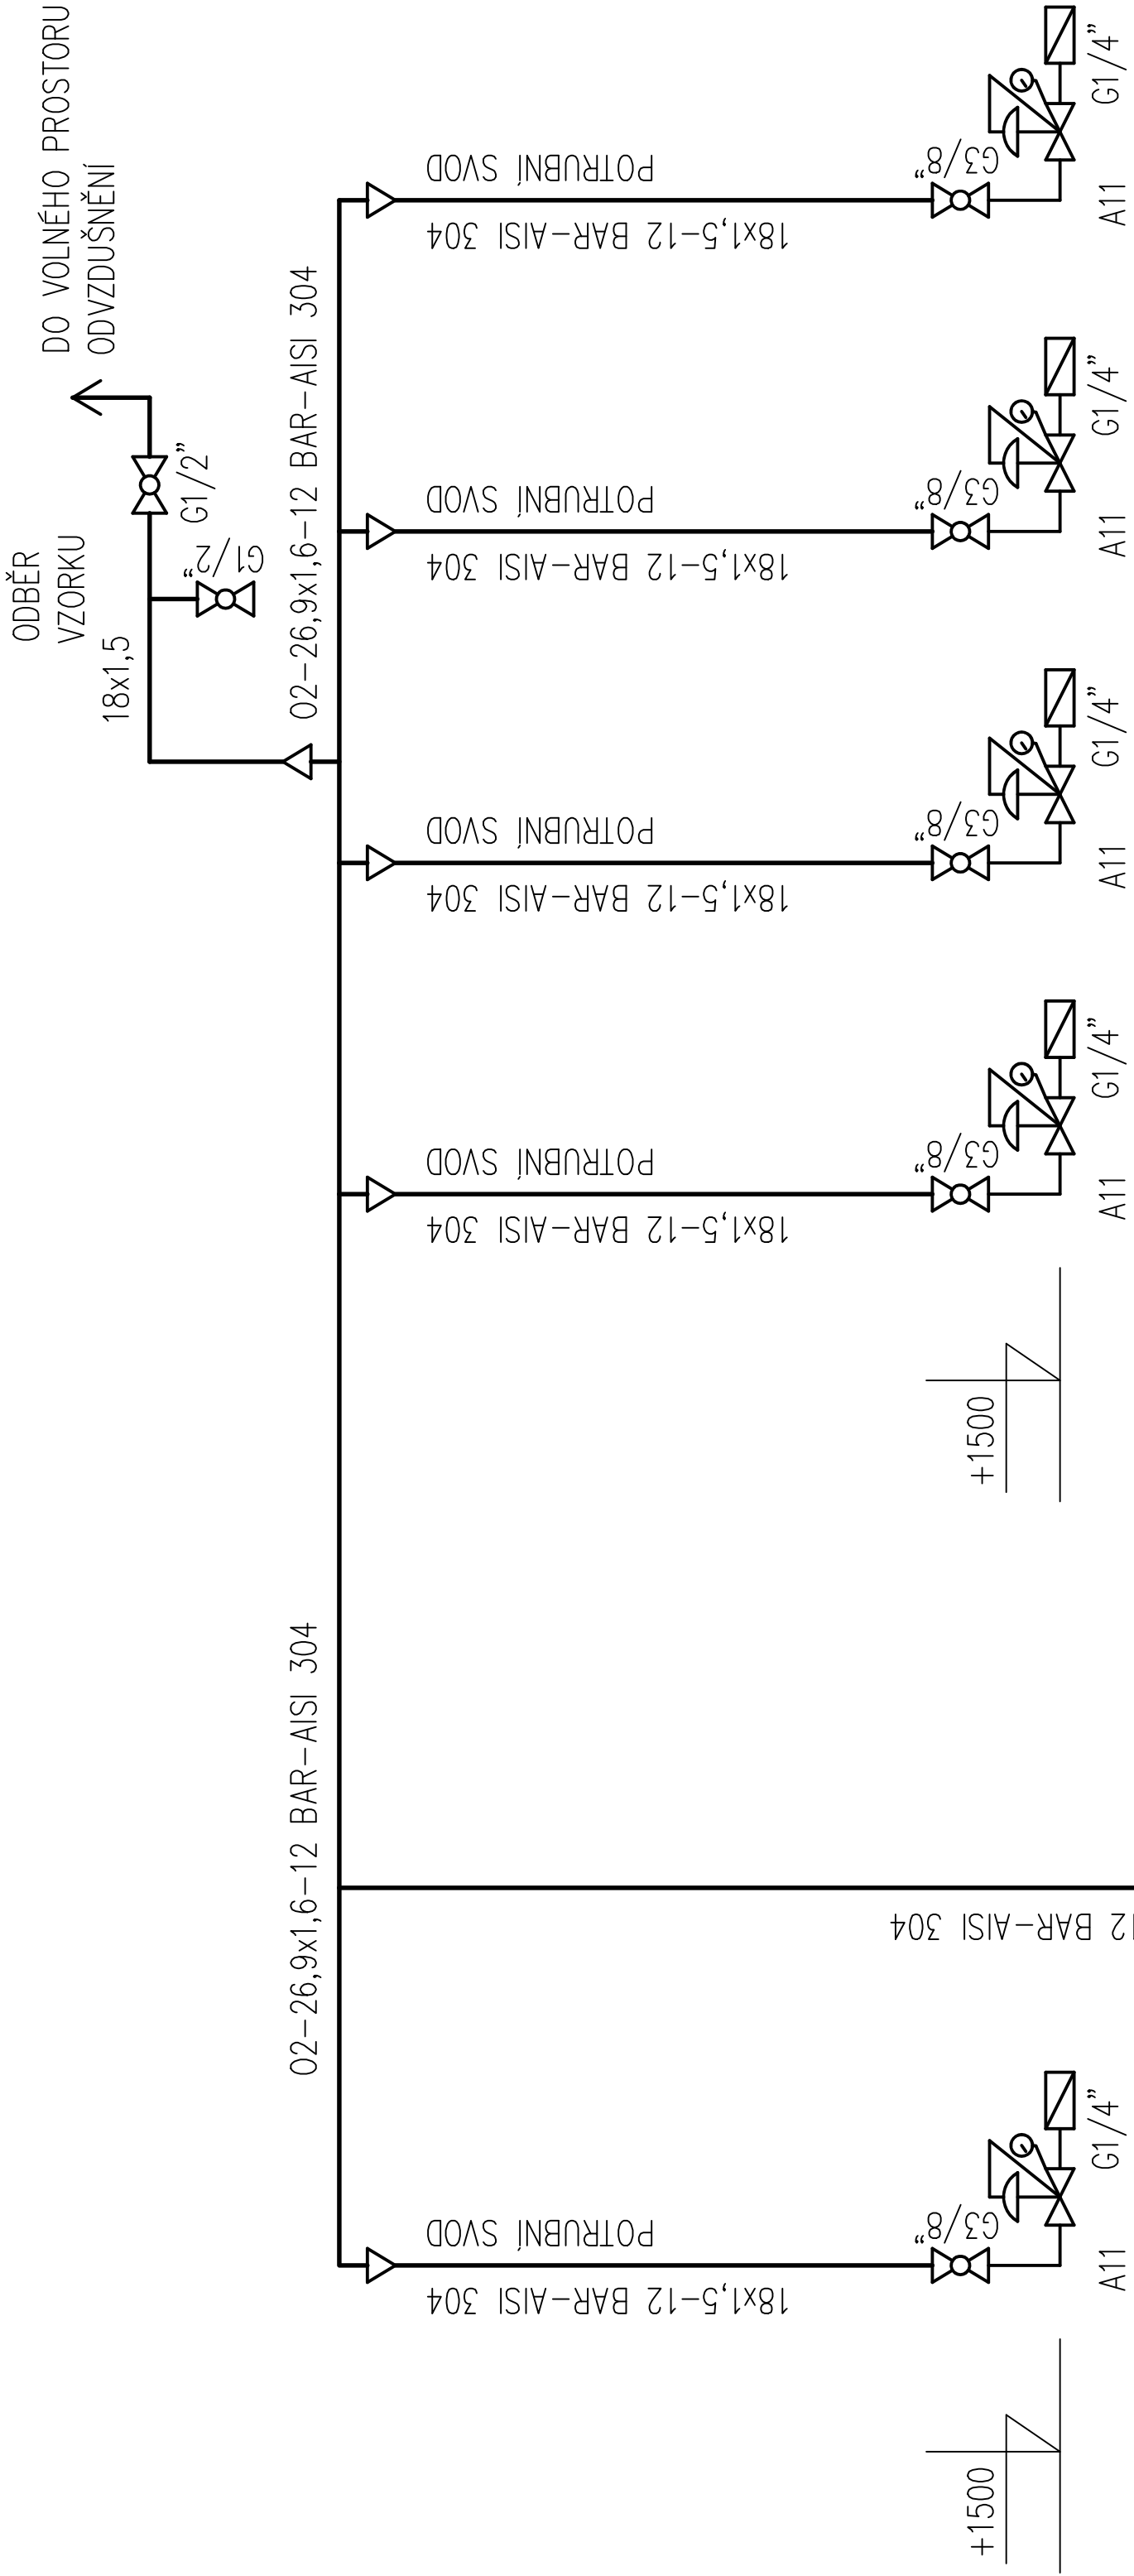 ODBĚR
VZORKU
DO VOLNÉHO PROSTORU
ODVZDUŠNĚNÍ
18x1,5
G1/2”
G1/2”
O2-26,9x1,6-12 BAR-AISI 304
O2-26,9x1,6-12 BAR-AISI 304
18x1,5-12 BAR-AISI 304
POTRUBNÍ SVOD
G3/8”
A11
G1/4”
+1500
12 BAR-AISI 304
+1500
18x1,5-12 BAR-AISI 304
POTRUBNÍ SVOD
G3/8”
A11
G1/4”
18x1,5-12 BAR-AISI 304
POTRUBNÍ SVOD
G3/8”
A11
G1/4”
18x1,5-12 BAR-AISI 304
POTRUBNÍ SVOD
G3/8”
A11
G1/4”
18x1,5-12 BAR-AISI 304
POTRUBNÍ SVOD
G3/8”
A11
G1/4”